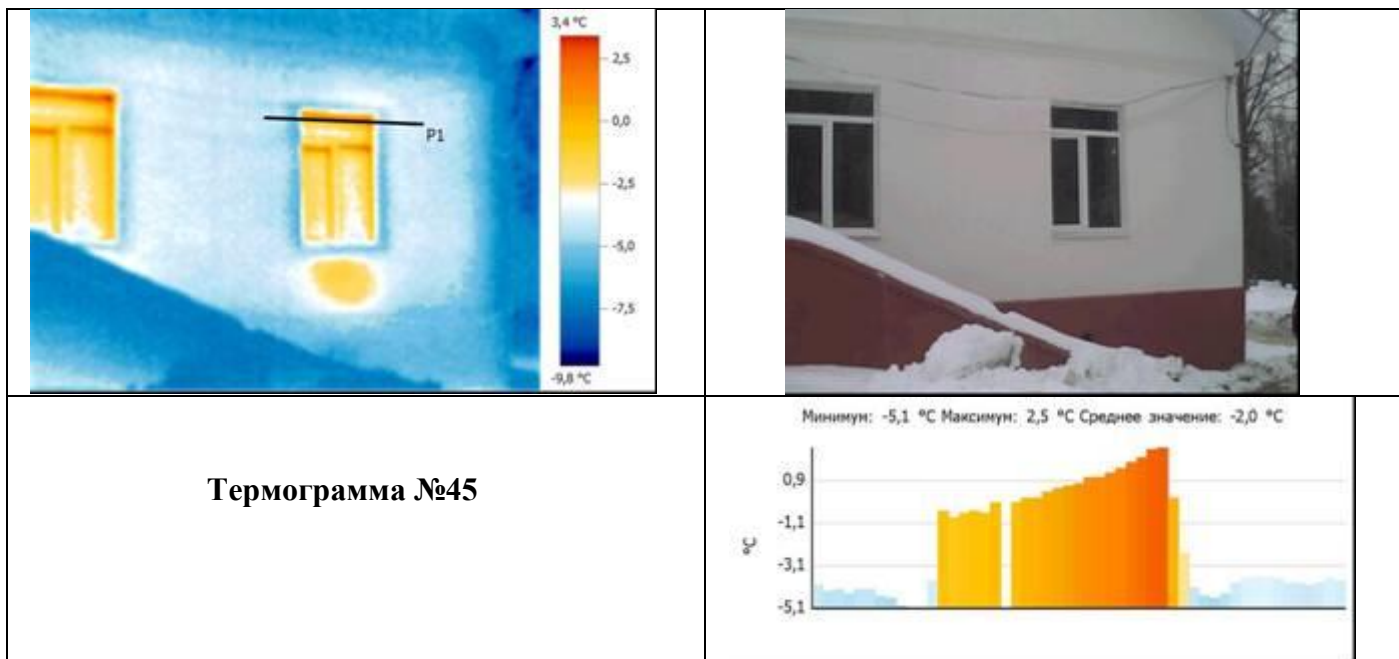 3,4 °C
2,5
0,0
-2,5
-5,0
-7,5
-9,8 °C
P1
Термограмма №45
Минимум: -5,1 °C Максимум: 2,5 °C Среднее значение: -2,0 °C
0,9
-1,1
-3,1
-5,1
°C